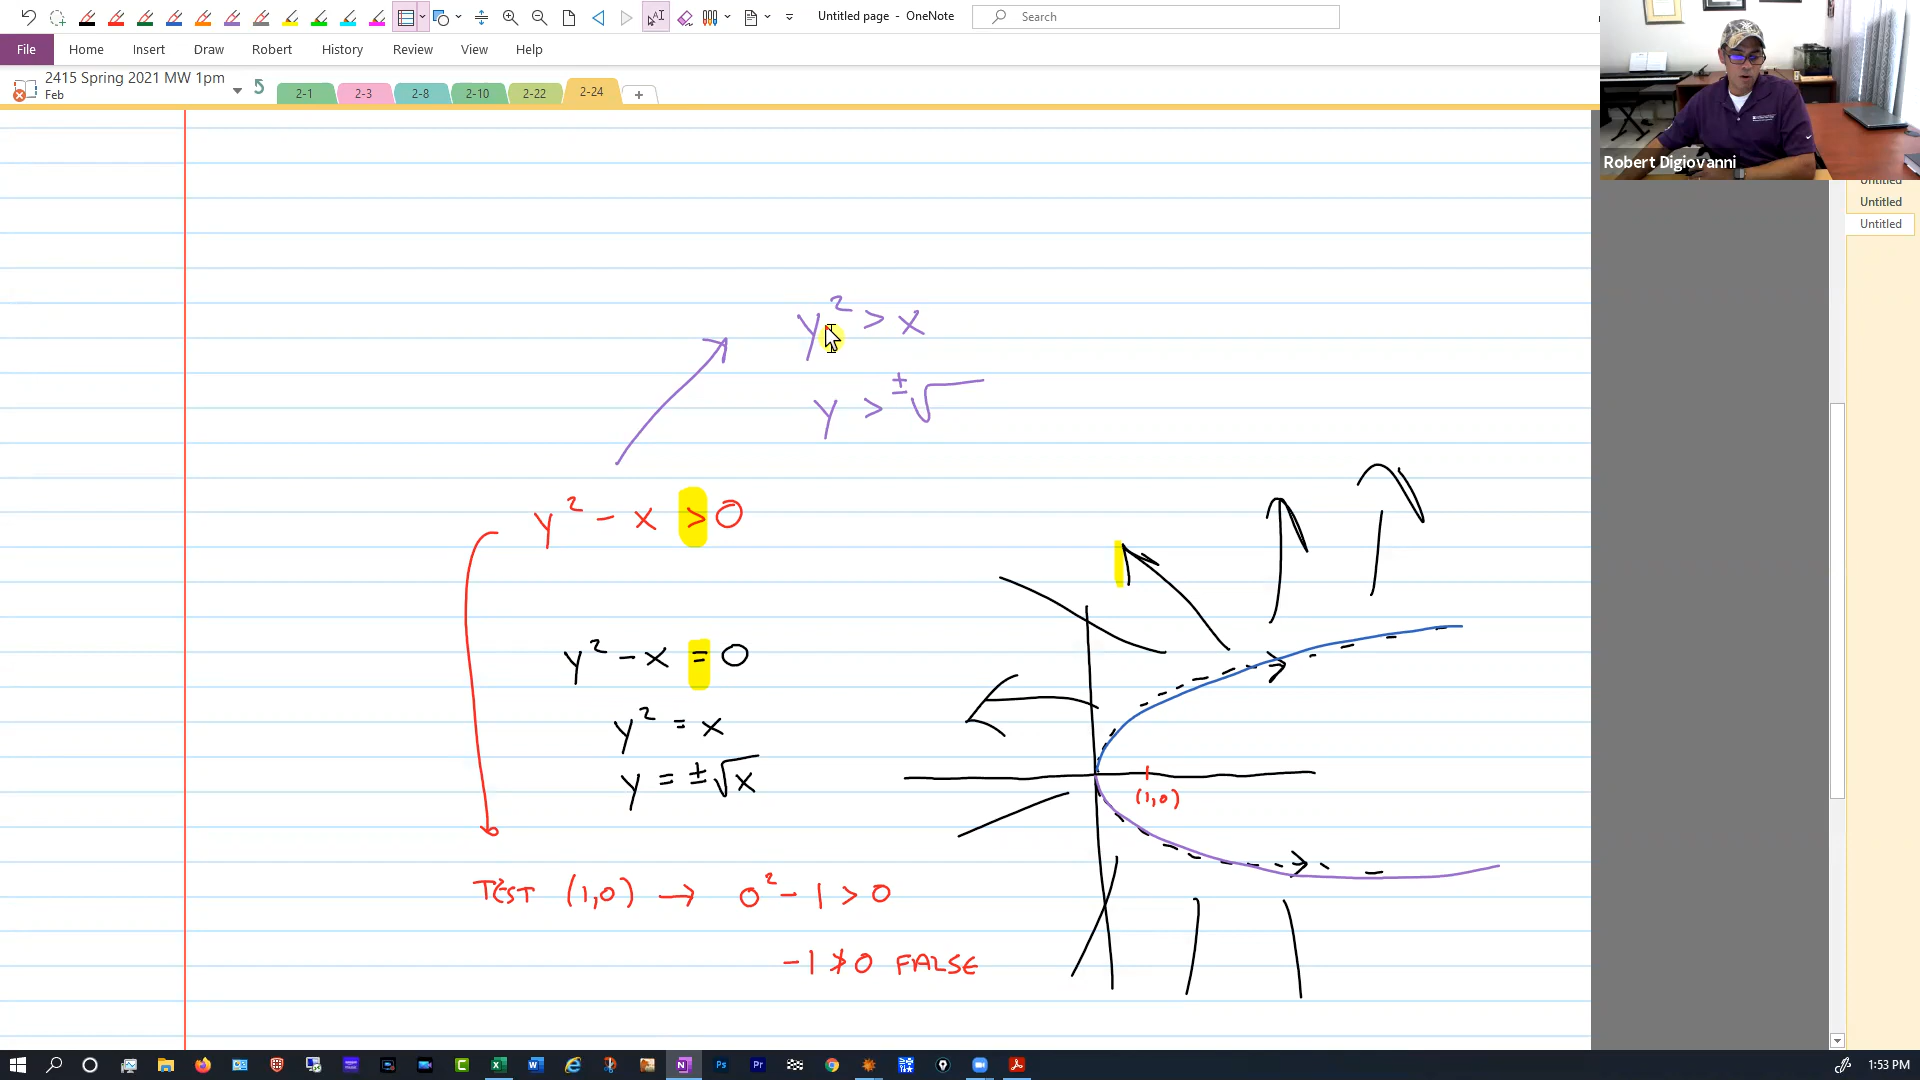 Untitled page - OneNote
Search
File Home Insert Draw Robert History Review View Help
2415 Spring 2021 MW 1pm
Feb
2-1 2-3 2-8 2-10 2-22 2-24 +
Robert Digiovanni
Untitled
Untitled
Untitled
y² > x
y > ±√
y² - x > 0
y² - x = 0
y² = x
y = ±√x
(1,0)
TEST (1,0) → 0² - 1 > 0
-1 ≯ 0 FALSE
1:53 PM